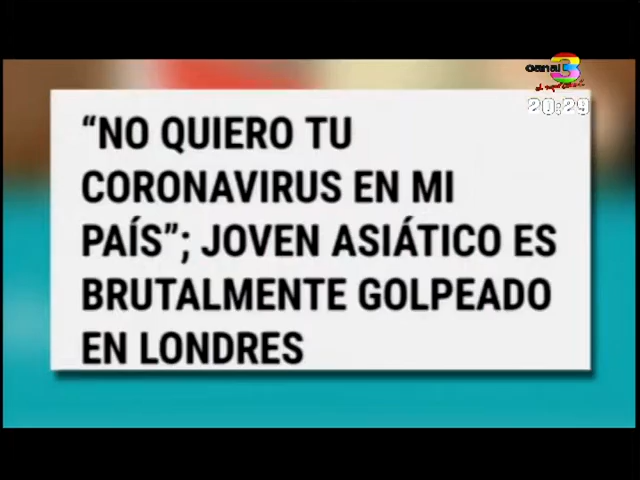 canal 3
20:29
“NO QUIERO TU
CORONAVIRUS EN MI
PAÍS”; JOVEN ASIÁTICO ES
BRUTALMENTE GOLPEADO
EN LONDRES